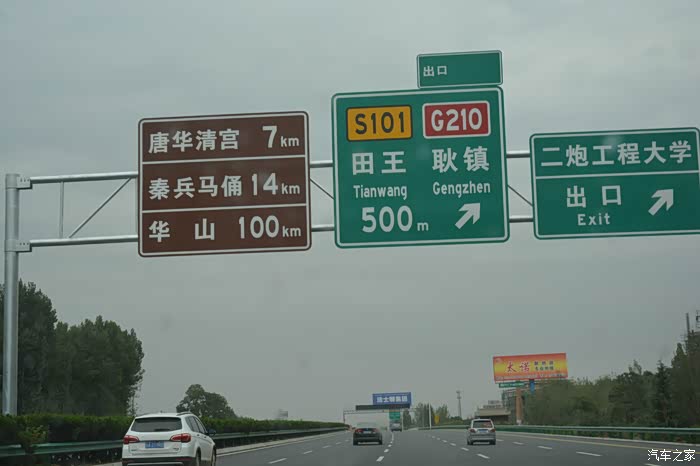 唐华清宫 7km
秦兵马俑 14km
华山 100km
出口
S101 G210
田王 耿镇
Tianwang Gengzhen
500m
二炮工程大学
出口
Exit
汽车之家